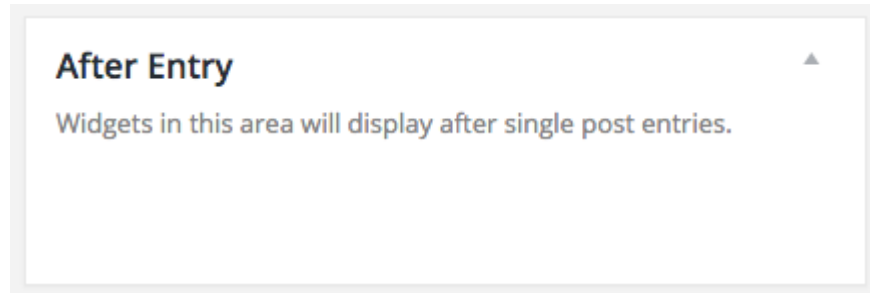 After Entry
Widgets in this area will display after single post entries.